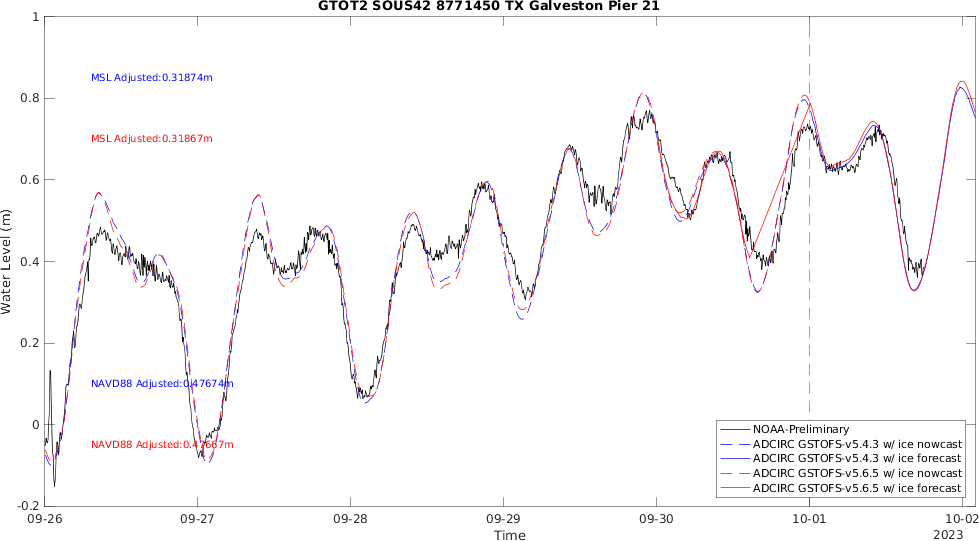 GTOT2 SOUS42 8771450 TX Galveston Pier 21
1
MSL Adjusted:0.31874m
0.8
MSL Adjusted:0.31867m
0.6
0.4
Water Level (m)
0.2
NAVD88 Adjusted:0.47674m
0
NAVD88 Adjusted:0.47667m
-0.2
NOAA-Preliminary
ADCIRC GSTOFS-v5.4.3 w/ ice nowcast
ADCIRC GSTOFS-v5.4.3 w/ ice forecast
ADCIRC GSTOFS-v5.6.5 w/ ice nowcast
ADCIRC GSTOFS-v5.6.5 w/ ice forecast
09-26 09-27 09-28 09-29 09-30 10-01 10-02
Time
2023